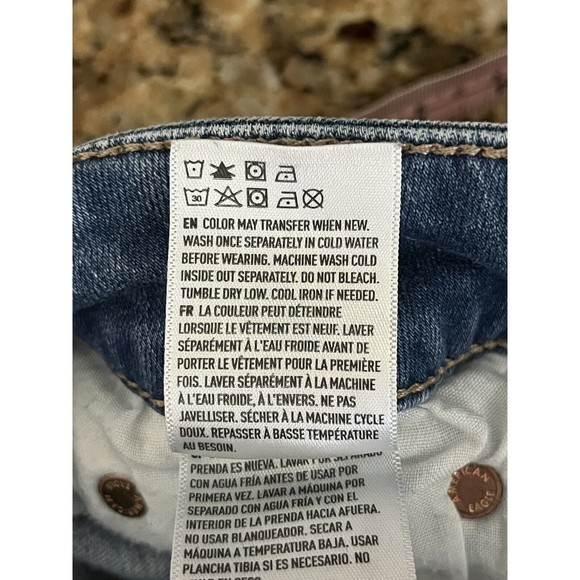 30
EN COLOR MAY TRANSFER WHEN NEW.
WASH ONCE SEPARATELY IN COLD WATER
BEFORE WEARING. MACHINE WASH COLD
INSIDE OUT SEPARATELY. DO NOT BLEACH.
TUMBLE DRY LOW. COOL IRON IF NEEDED.
FR LA COULEUR PEUT DÉTEINDRE
LORSQUE LE VÊTEMENT EST NEUF. LAVER
SÉPARÉMENT À L'EAU FROIDE AVANT DE
PORTER LE VÊTEMENT POUR LA PREMIÈRE
FOIS. LAVER SÉPARÉMENT À LA MACHINE
À L'EAU FROIDE, À L'ENVERS. NE PAS
JAVELLISER. SÉCHER À LA MACHINE CYCLE
DOUX. REPASSER À BASSE TEMPÉRATURE
AU BESOIN.
PRENDA ES NUEVA. LAVAR POR SEPARADO
CON AGUA FRÍA ANTES DE USAR POR
PRIMERA VEZ. LAVAR A MÁQUINA POR
SEPARADO CON AGUA FRÍA Y CON EL
INTERIOR DE LA PRENDA HACIA AFUERA.
NO USAR BLANQUEADOR. SECAR A
MÁQUINA A TEMPERATURA BAJA. USAR
PLANCHA TIBIA SI ES NECESARIO. NO
AMERICAN
EAGLE